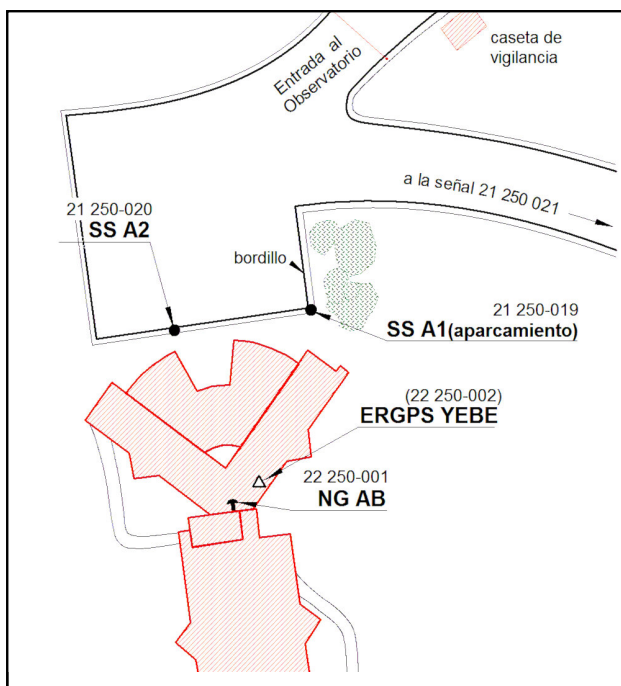 caseta de
vigilancia
Entrada al
Observatorio
a la señal 21 250 021
21 250-020
SS A2
bordillo
21 250-019
SS A1(aparcamiento)
(22 250-002)
ERGPS YEBE
22 250-001
NG AB